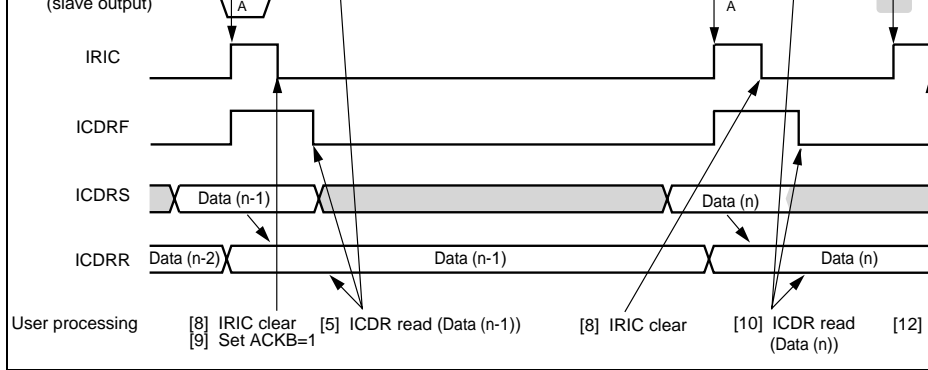 (slave output)
A
A
IRIC
ICDRF
ICDRS
Data (n-1)
Data (n)
ICDRR
Data (n-2)
Data (n-1)
Data (n)
User processing
[8] IRIC clear
[9] Set ACKB=1
[5] ICDR read (Data (n-1))
[8] IRIC clear
[10] ICDR read
(Data (n))
[12]